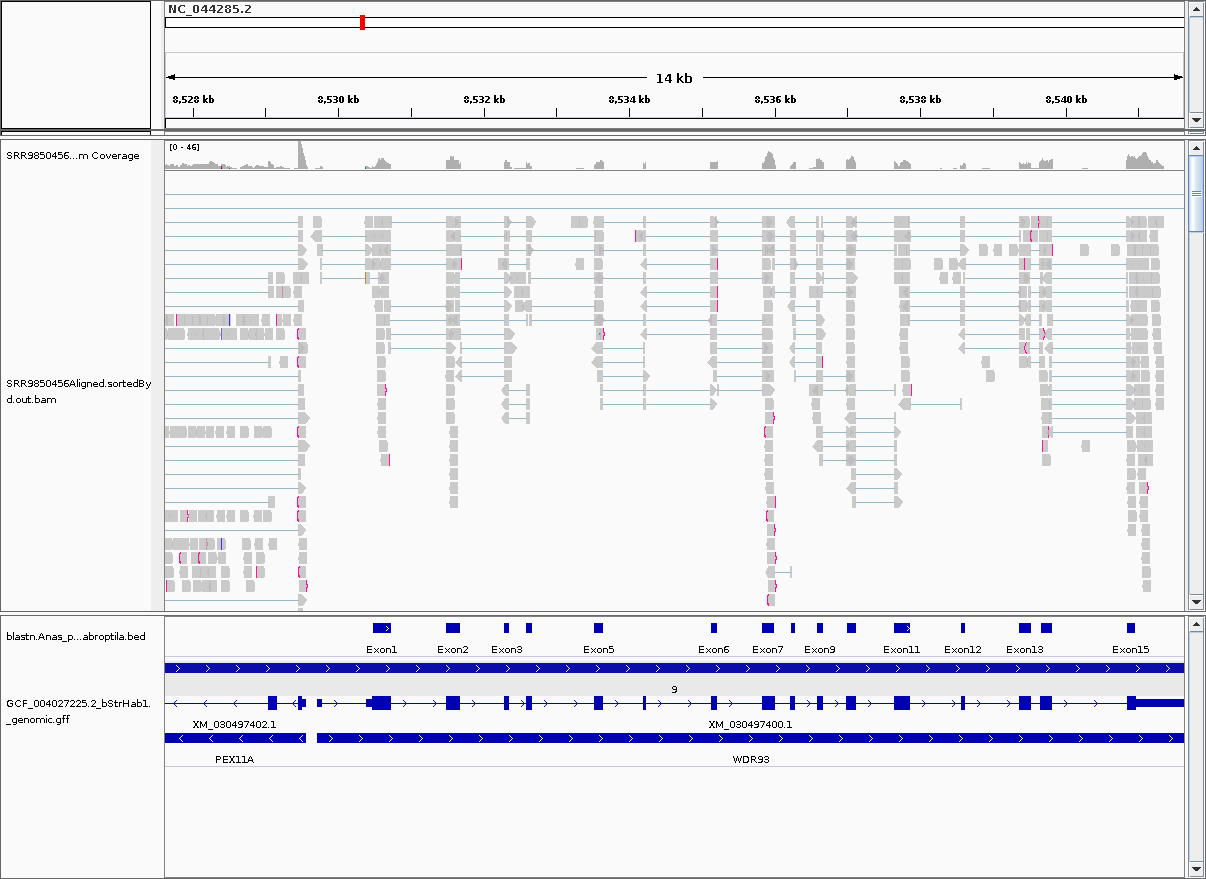 NC_044285.2
14 kb
8,528 kb 8,530 kb 8,532 kb 8,534 kb 8,536 kb 8,538 kb 8,540 kb
SRR9850456...m Coverage
[0 - 46]
SRR9850456Aligned.sortedBy
d.out.bam
blastn.Anas_p...abroptila.bed
Exon1 Exon2 Exon3 Exon5 Exon6 Exon7 Exon9 Exon11 Exon12 Exon13 Exon15
9
GCF_004027225.2_bStrHab1.
_genomic.gff
XM_030497402.1 XM_030497400.1
PEX11A WDR93